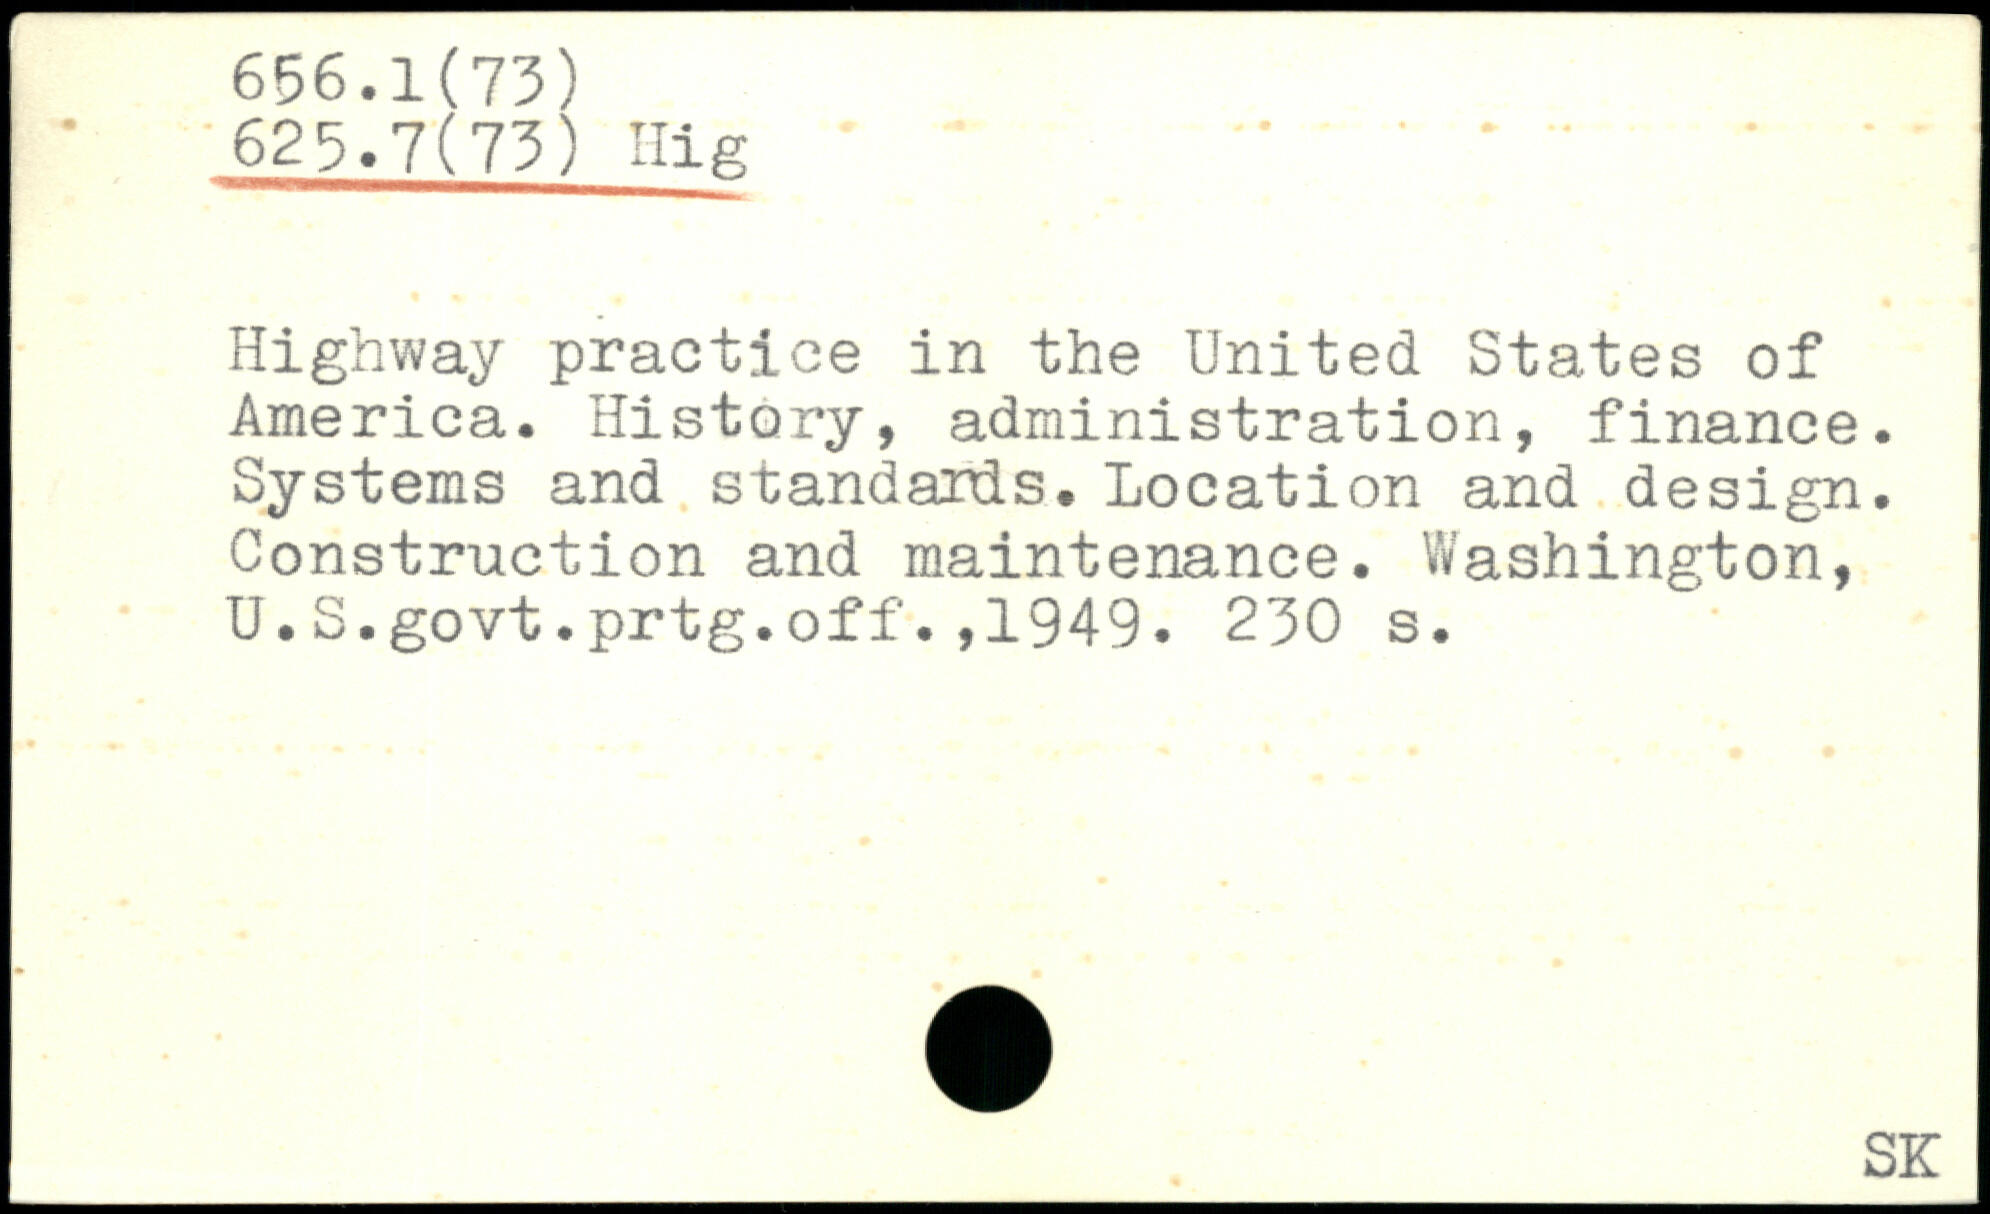 656.1(73)
625.7(73) Hig
Highway practice in the United States of
America. History, administration, finance.
Systems and standards. Location and design.
Construction and maintenance. Washington,
U.S.govt.prtg.off.,1949. 230 s.
SK